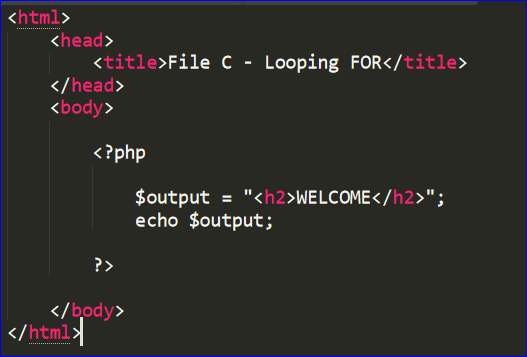 <html>
<head>
<title>File C - Looping FOR</title>
</head>
<body>
<?php
$output = "<h2>WELCOME</h2>";
echo $output;
?>
</body>
</html>